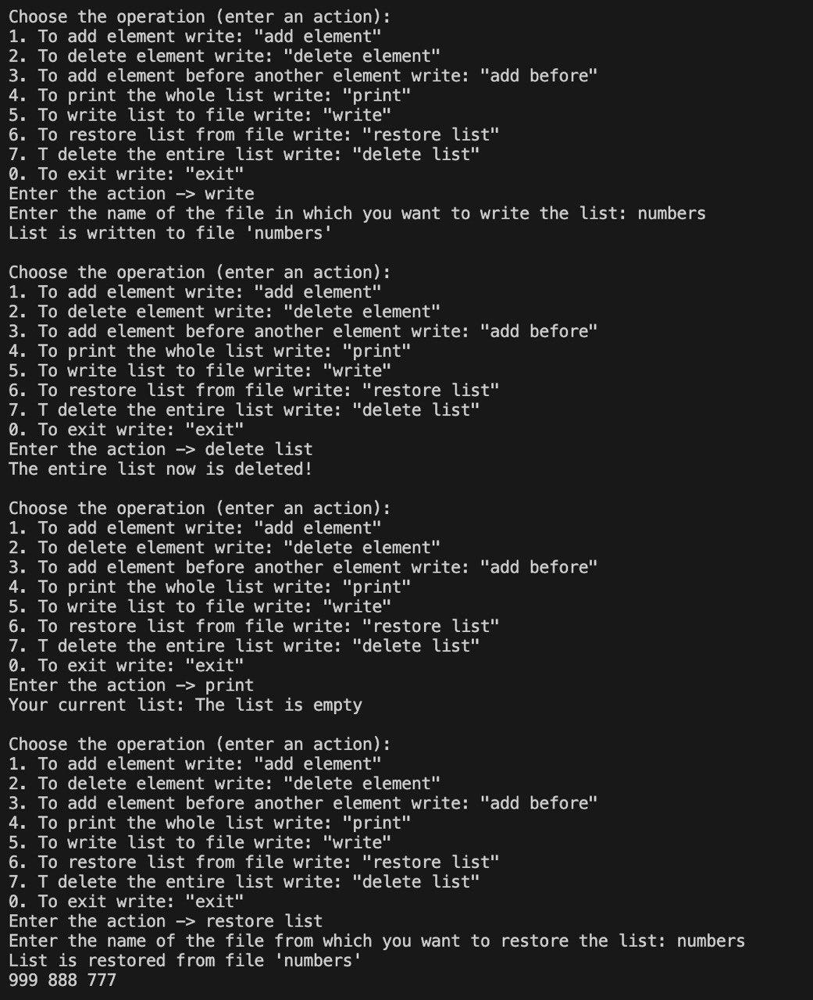 Choose the operation (enter an action):
1. To add element write: "add element"
2. To delete element write: "delete element"
3. To add element before another element write: "add before"
4. To print the whole list write: "print"
5. To write list to file write: "write"
6. To restore list from file write: "restore list"
7. T delete the entire list write: "delete list"
0. To exit write: "exit"
Enter the action -> write
Enter the name of the file in which you want to write the list: numbers
List is written to file 'numbers'

Choose the operation (enter an action):
1. To add element write: "add element"
2. To delete element write: "delete element"
3. To add element before another element write: "add before"
4. To print the whole list write: "print"
5. To write list to file write: "write"
6. To restore list from file write: "restore list"
7. T delete the entire list write: "delete list"
0. To exit write: "exit"
Enter the action -> delete list
The entire list now is deleted!

Choose the operation (enter an action):
1. To add element write: "add element"
2. To delete element write: "delete element"
3. To add element before another element write: "add before"
4. To print the whole list write: "print"
5. To write list to file write: "write"
6. To restore list from file write: "restore list"
7. T delete the entire list write: "delete list"
0. To exit write: "exit"
Enter the action -> print
Your current list: The list is empty

Choose the operation (enter an action):
1. To add element write: "add element"
2. To delete element write: "delete element"
3. To add element before another element write: "add before"
4. To print the whole list write: "print"
5. To write list to file write: "write"
6. To restore list from file write: "restore list"
7. T delete the entire list write: "delete list"
0. To exit write: "exit"
Enter the action -> restore list
Enter the name of the file from which you want to restore the list: numbers
List is restored from file 'numbers'
999 888 777